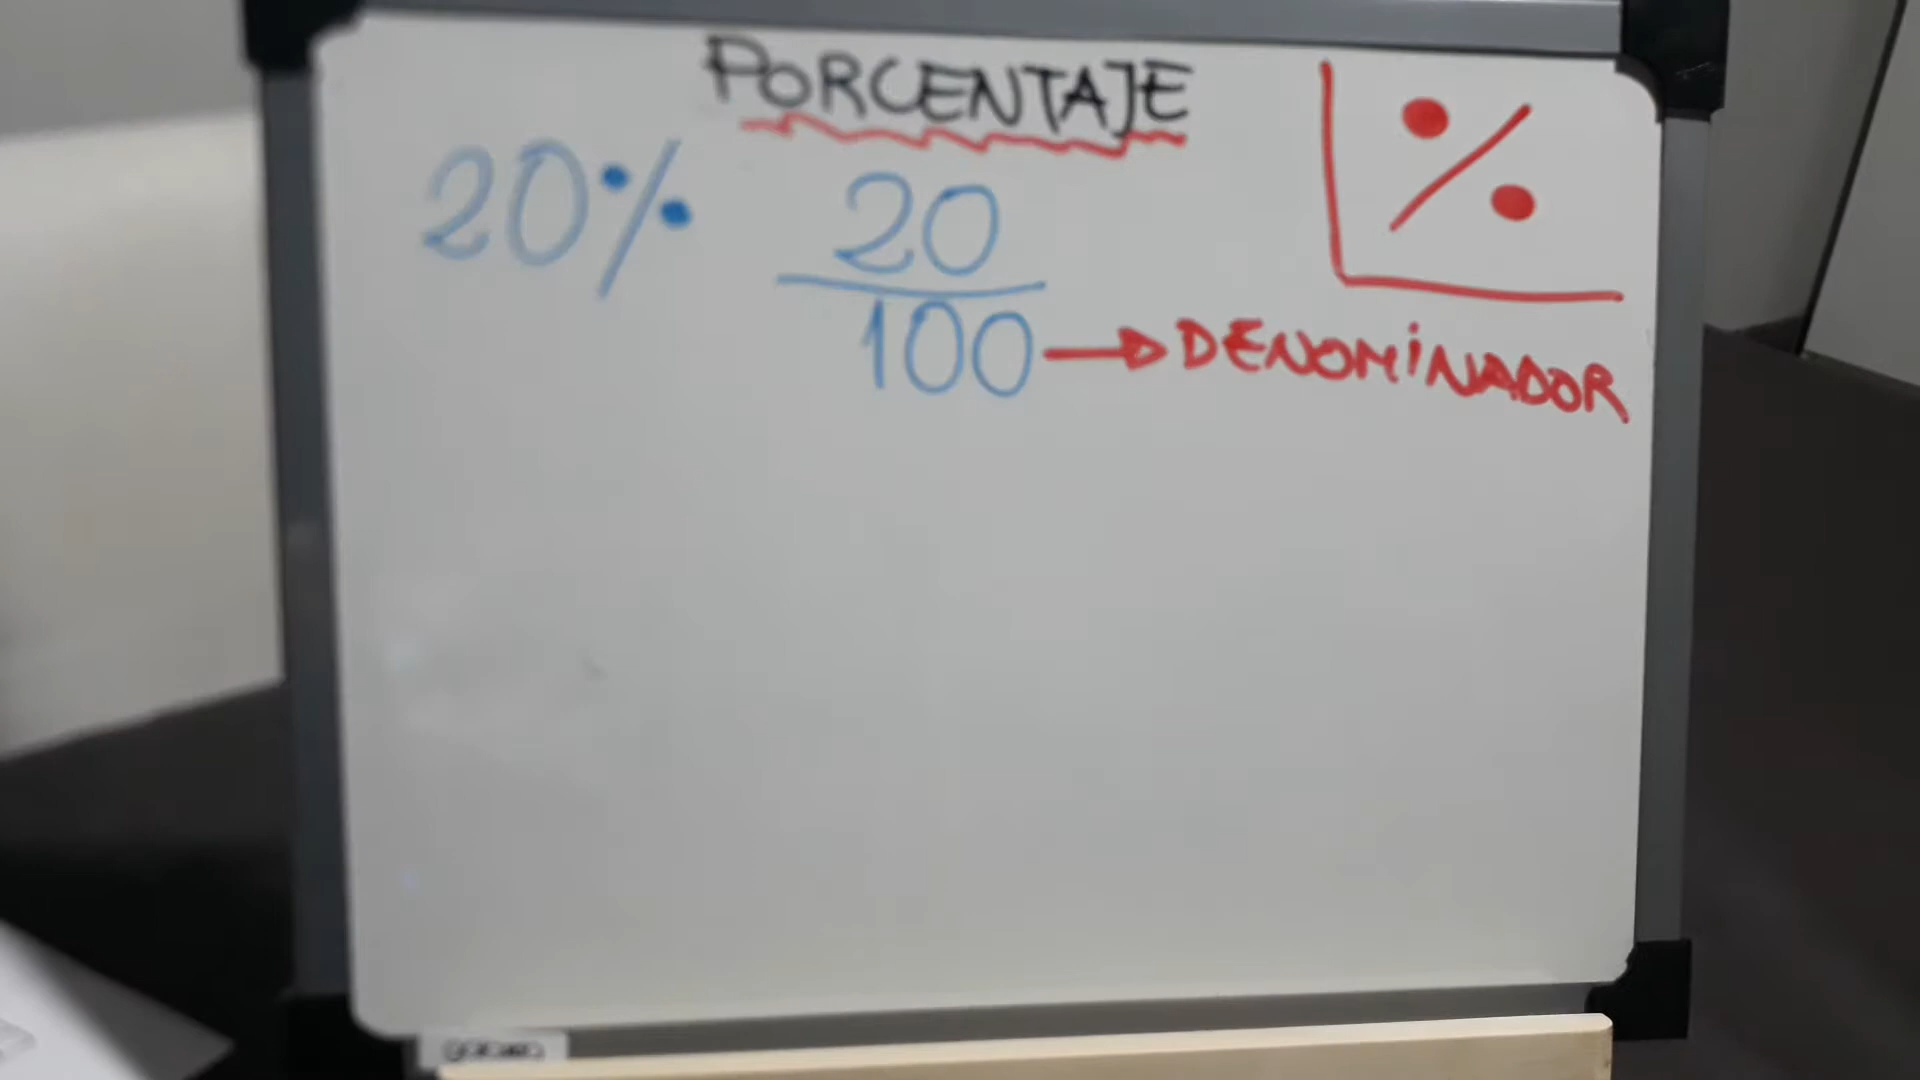 PORCENTAJE
%
20% 20
100 → DENOMINADOR